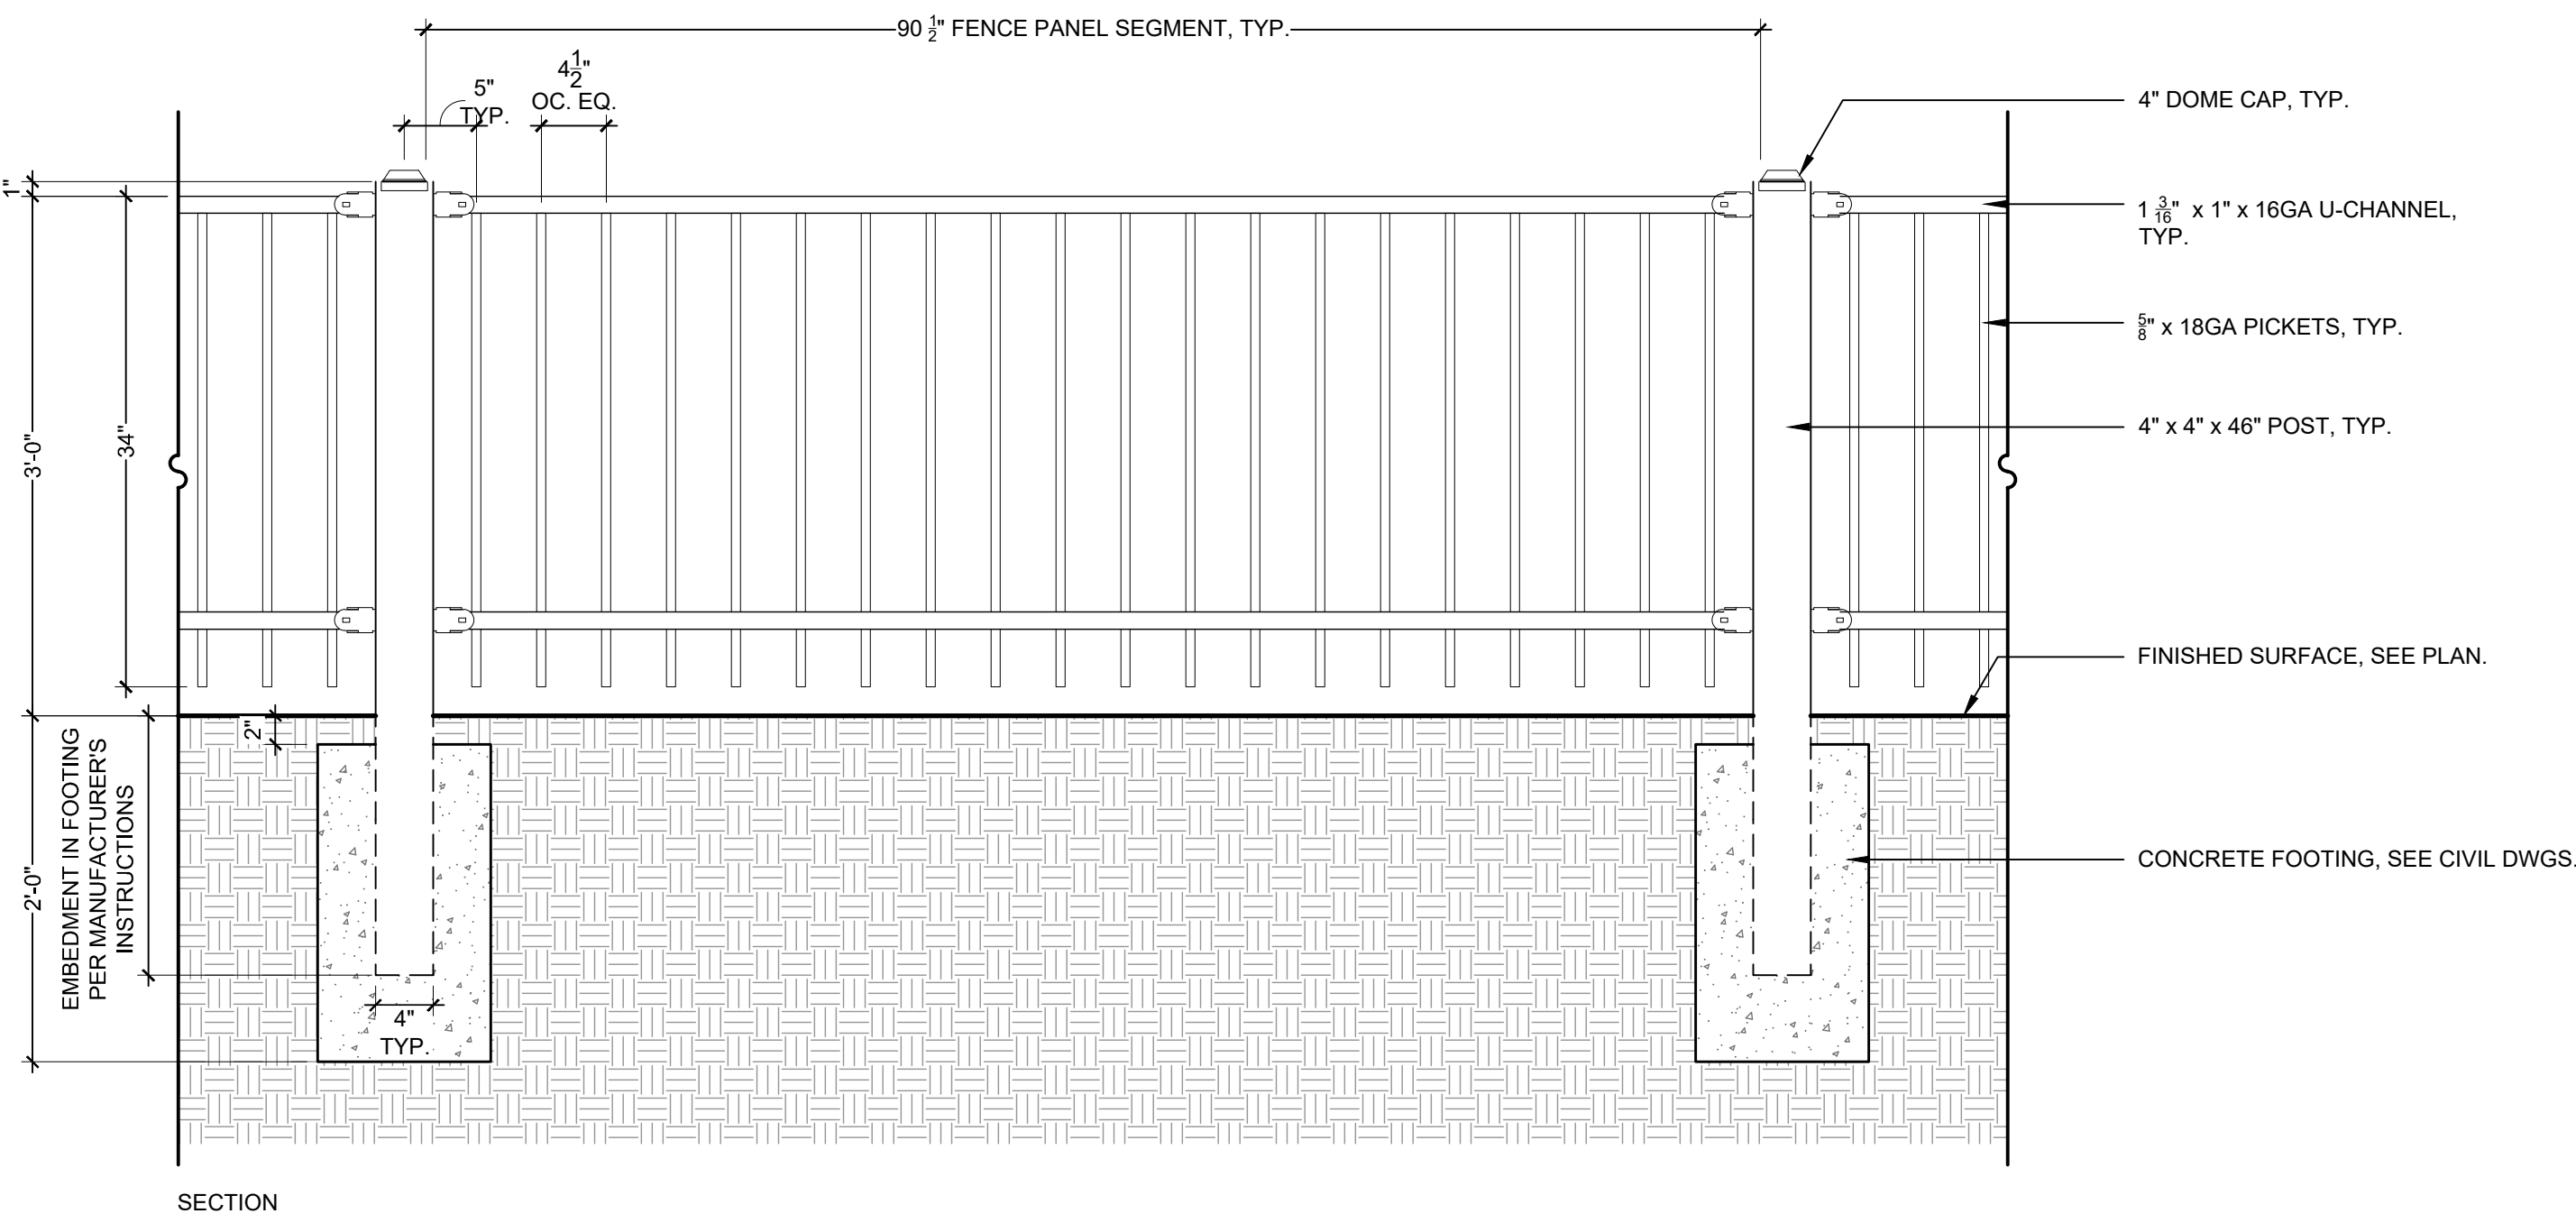 90 1/2" FENCE PANEL SEGMENT, TYP.
4 1/2"
OC. EQ.
5"
TYP.
4" DOME CAP, TYP.
1"
1 3/16" x 1" x 16GA U-CHANNEL,
TYP.
5/8" x 18GA PICKETS, TYP.
3'-0"
34"
4" x 4" x 46" POST, TYP.
FINISHED SURFACE, SEE PLAN.
2"
EMBEDMENT IN FOOTING
PER MANUFACTURER'S
INSTRUCTIONS
2'-0"
CONCRETE FOOTING, SEE CIVIL DWGS.
4"
TYP.
SECTION